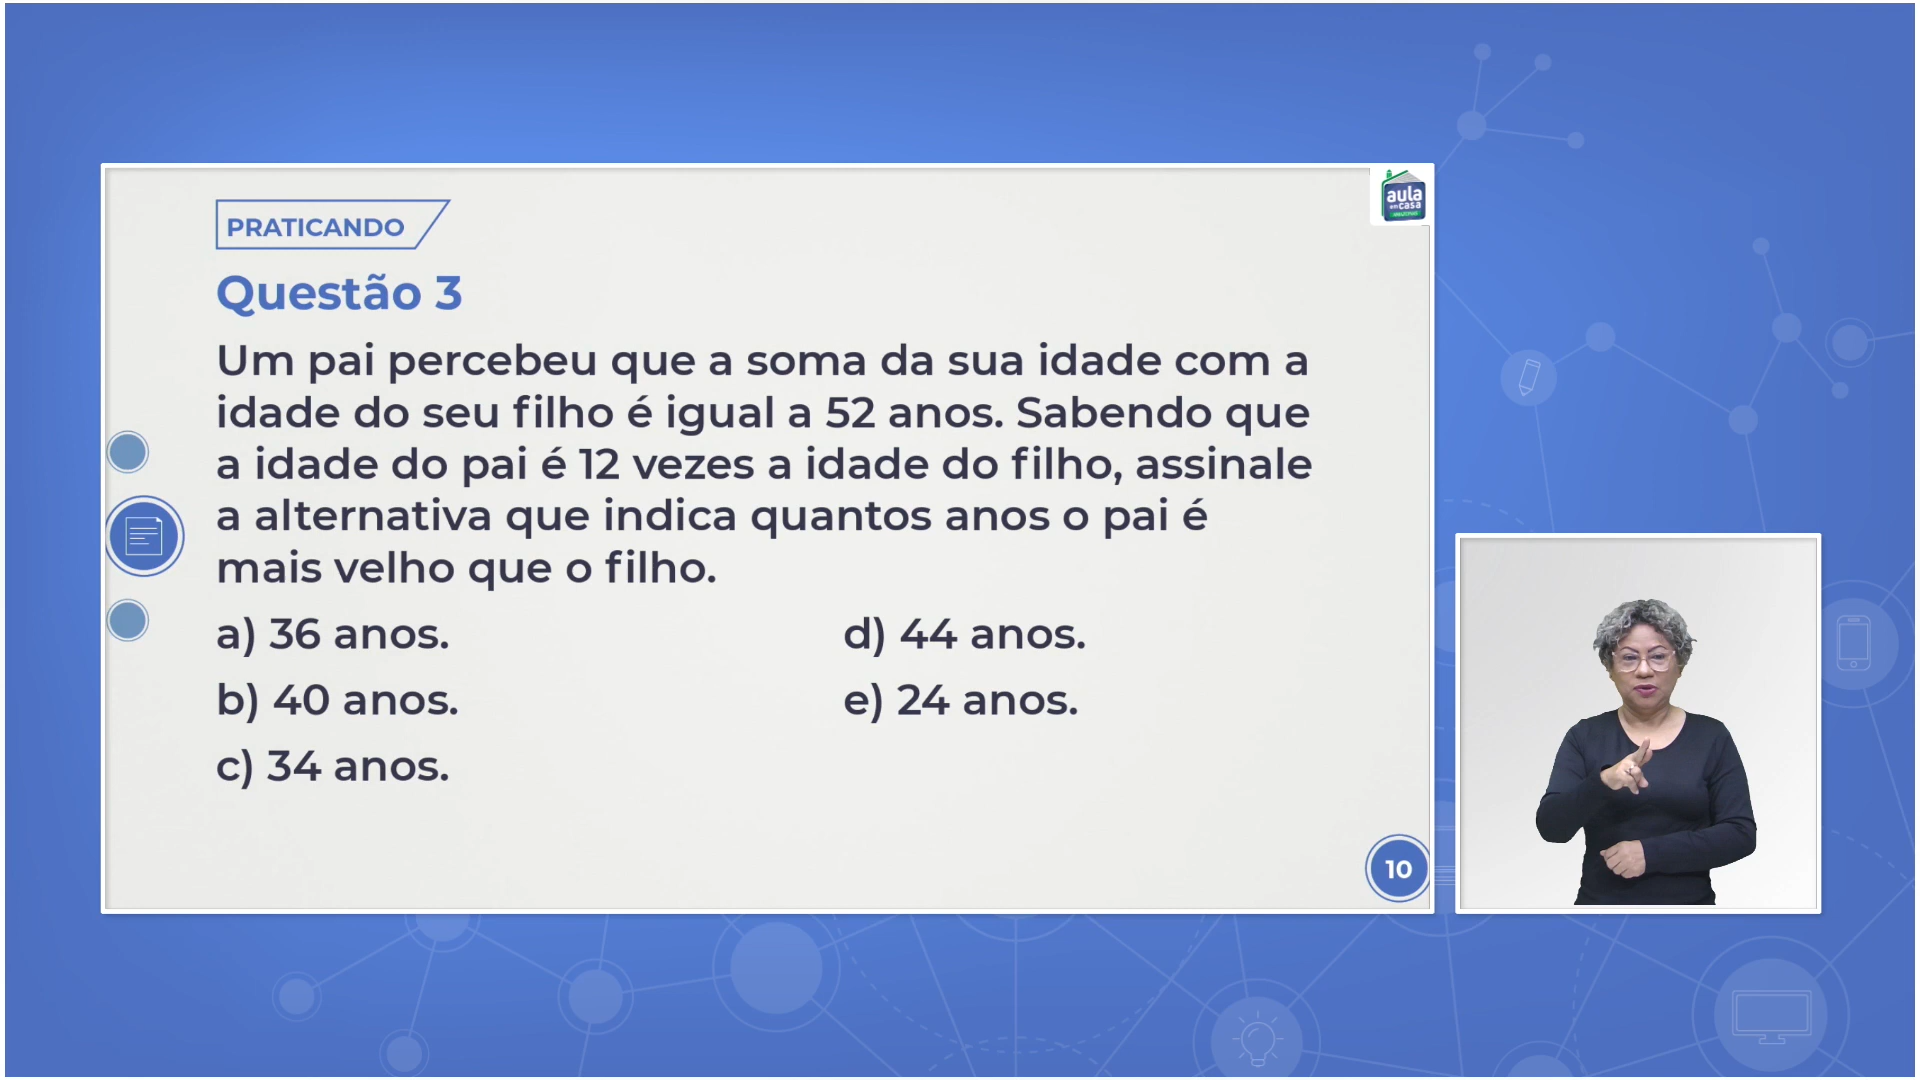 aula
em casa
PRATICANDO
Questão 3
Um pai percebeu que a soma da sua idade com a
idade do seu filho é igual a 52 anos. Sabendo que
a idade do pai é 12 vezes a idade do filho, assinale
a alternativa que indica quantos anos o pai é
mais velho que o filho.
a) 36 anos.
b) 40 anos.
c) 34 anos.
d) 44 anos.
e) 24 anos.
10